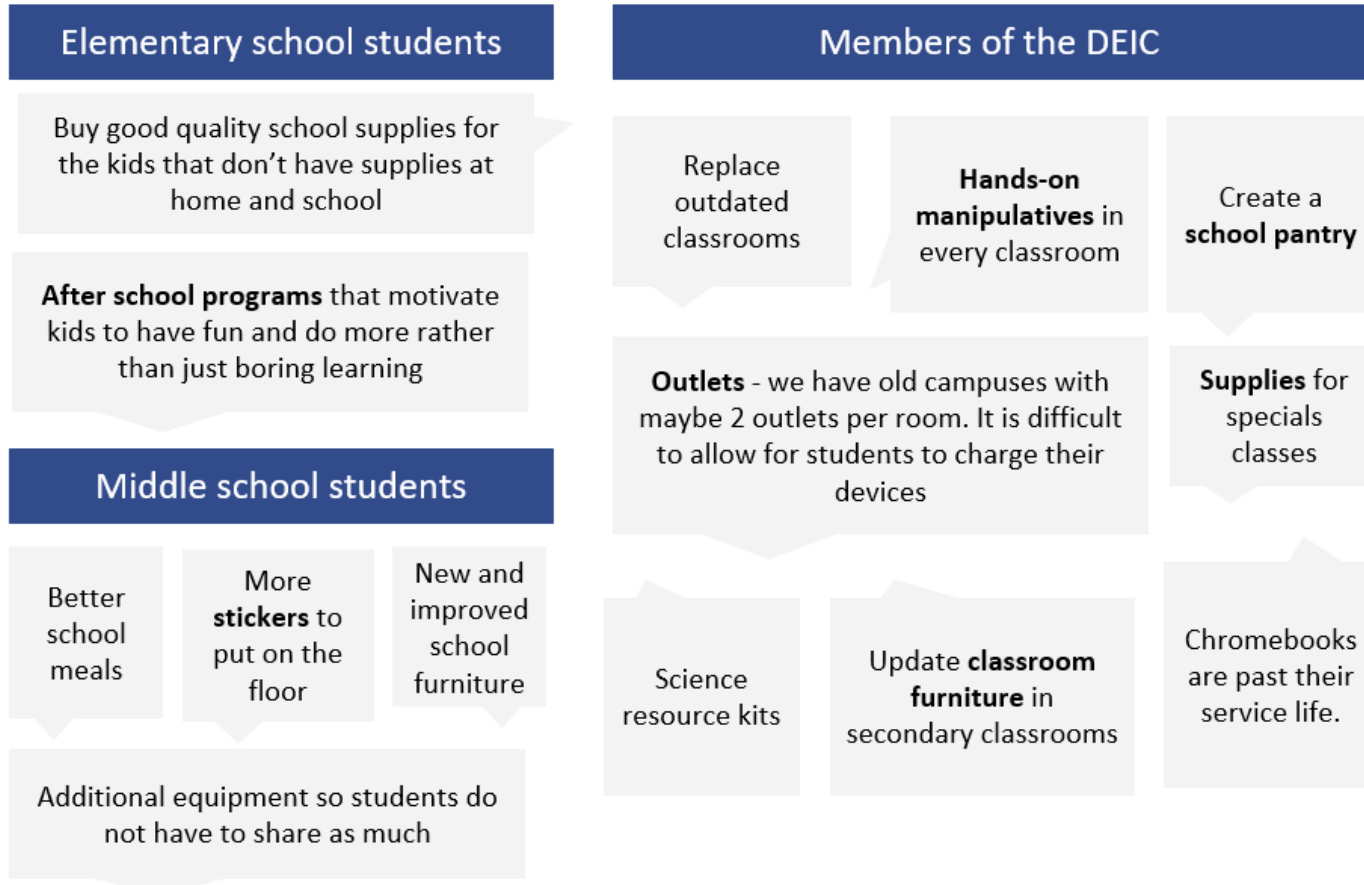 Elementary school students
Buy good quality school supplies for
the kids that don’t have supplies at
home and school
After school programs that motivate
kids to have fun and do more rather
than just boring learning
Middle school students
Better
school
meals
More
stickers to
put on the
floor
New and
improved
school
furniture
Additional equipment so students do
not have to share as much
Members of the DEIC
Replace
outdated
classrooms
Hands-on
manipulatives in
every classroom
Create a
school pantry
Outlets - we have old campuses with
maybe 2 outlets per room. It is difficult
to allow for students to charge their
devices
Supplies for
specials
classes
Science
resource kits
Update classroom
furniture in
secondary classrooms
Chromebooks
are past their
service life.